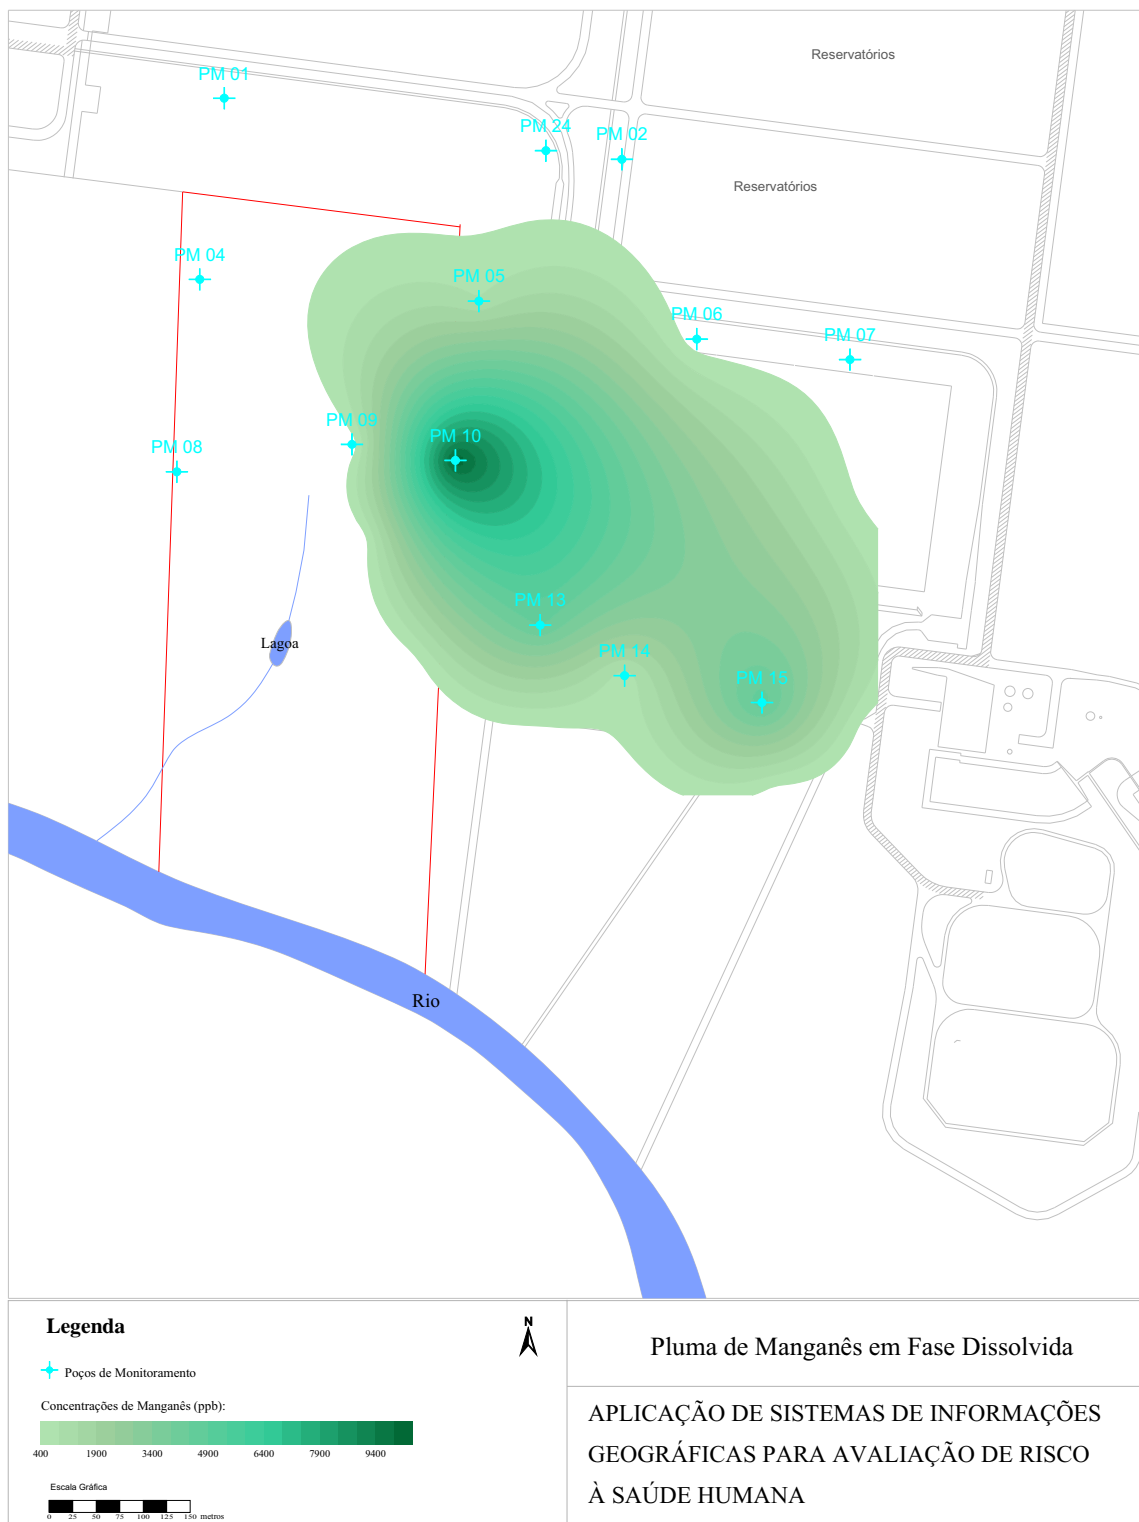 Reservatórios
PM 01
PM 24
PM 02
Reservatórios
PM 04
PM 05
PM 06
PM 07
PM 09
PM 10
PM 08
PM 13
Lagoa
PM 14
PM 15
Rio
Legenda
N
Poços de Monitoramento
Concentrações de Manganês (ppb):
400 1900 3400 4900 6400 7900 9400
Escala Gráfica
0 25 50 75 100 125 150 metros
Pluma de Manganês em Fase Dissolvida
APLICAÇÃO DE SISTEMAS DE INFORMAÇÕES
GEOGRÁFICAS PARA AVALIAÇÃO DE RISCO
À SAÚDE HUMANA